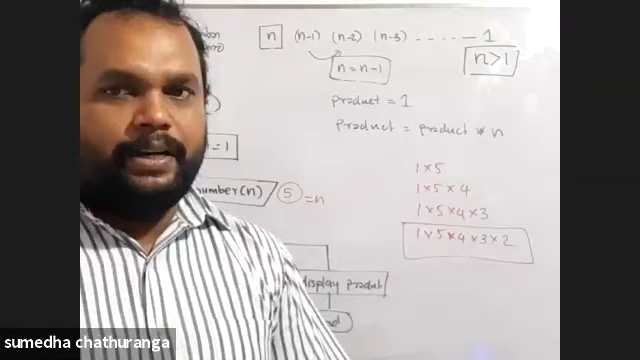 n (n-1) (n-2) (n-3) ------ 1
n>1
n = n-1
product = 1
product = product * n
= 1
number(n) 5 = n
1×5
1×5×4
1×5×4×3
1×5×4×3×2
display product
sumedha chathuranga